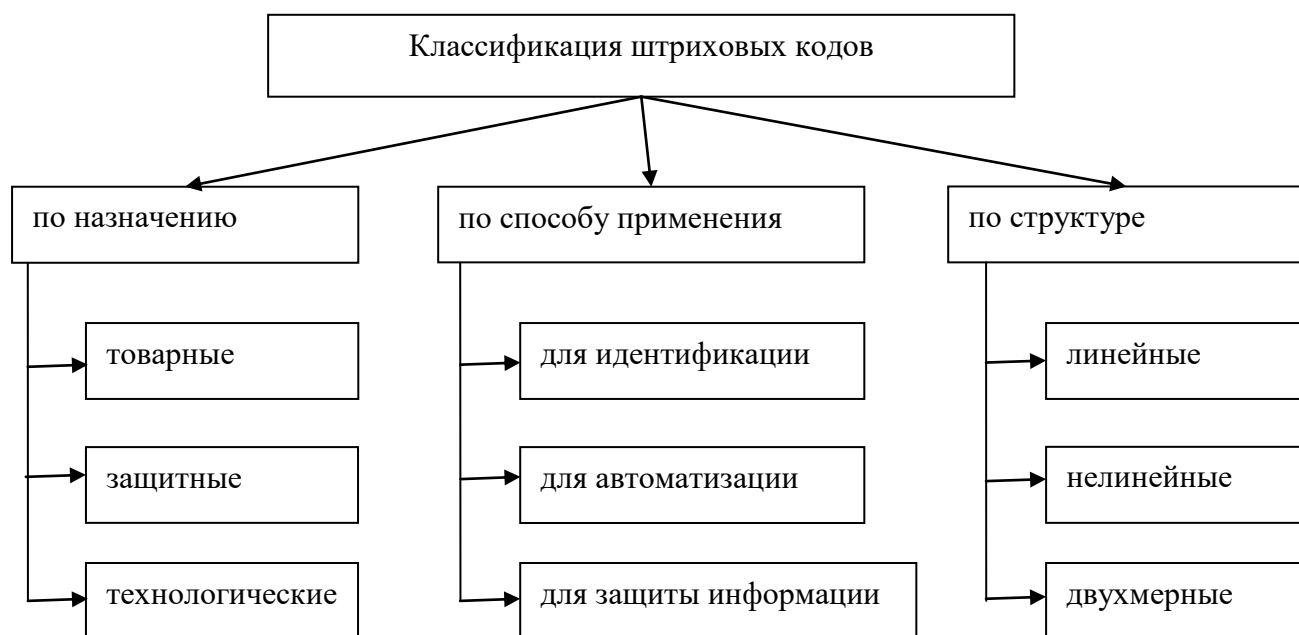 Классификация штриховых кодов
по назначению
товарные
защитные
технологические
по способу применения
для идентификации
для автоматизации
для защиты информации
по структуре
линейные
нелинейные
двухмерные